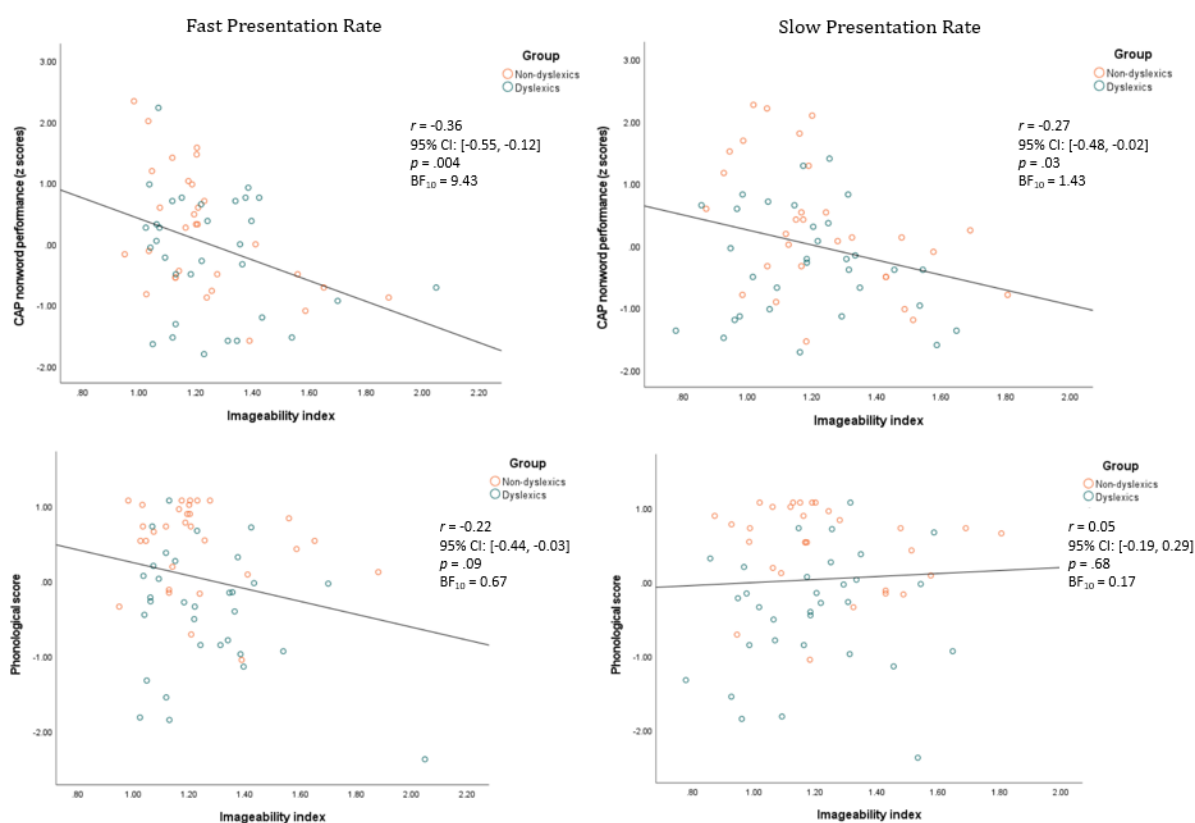 Fast Presentation Rate
Group
Non-dyslexics
Dyslexics
r = -0.36
95% CI: [-0.55, -0.12]
p = .004
BF₁₀ = 9.43
CAP nonword performance (z scores)
3.00
2.00
1.00
.00
-1.00
-2.00
.80 1.00 1.20 1.40 1.60 1.80 2.00 2.20
Imageability index
Slow Presentation Rate
Group
Non-dyslexics
Dyslexics
r = -0.27
95% CI: [-0.48, -0.02]
p = .03
BF₁₀ = 1.43
CAP nonword performance (z scores)
3.00
2.00
1.00
.00
-1.00
-2.00
.80 1.00 1.20 1.40 1.60 1.80 2.00
Imageability index
Group
Non-dyslexics
Dyslexics
r = -0.22
95% CI: [-0.44, -0.03]
p = .09
BF₁₀ = 0.67
Phonological score
1.00
.00
-1.00
-2.00
.80 1.00 1.20 1.40 1.60 1.80 2.00 2.20
Imageability index
Group
Non-dyslexics
Dyslexics
r = 0.05
95% CI: [-0.19, 0.29]
p = .68
BF₁₀ = 0.17
Phonological score
1.00
.00
-1.00
-2.00
.80 1.00 1.20 1.40 1.60 1.80 2.00
Imageability index